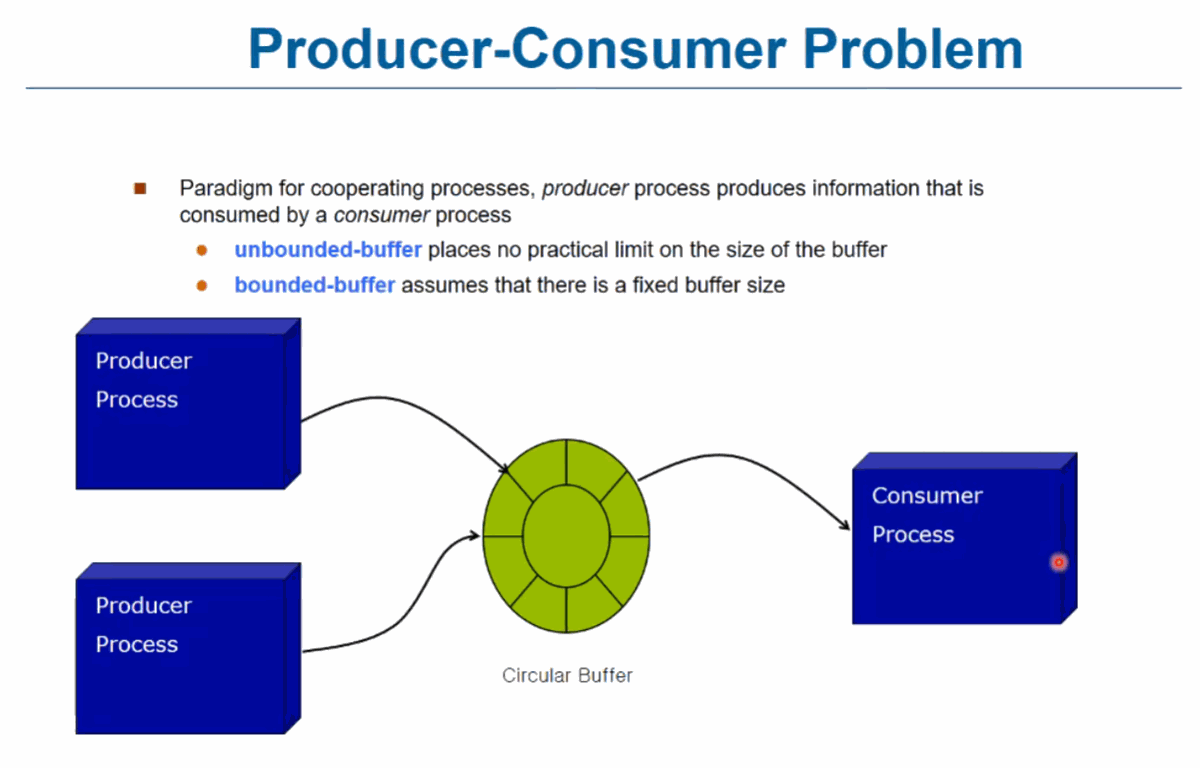 Producer-Consumer Problem
Paradigm for cooperating processes, producer process produces information that is
consumed by a consumer process
unbounded-buffer places no practical limit on the size of the buffer
bounded-buffer assumes that there is a fixed buffer size
Producer
Process
Consumer
Process
Producer
Process
Circular Buffer